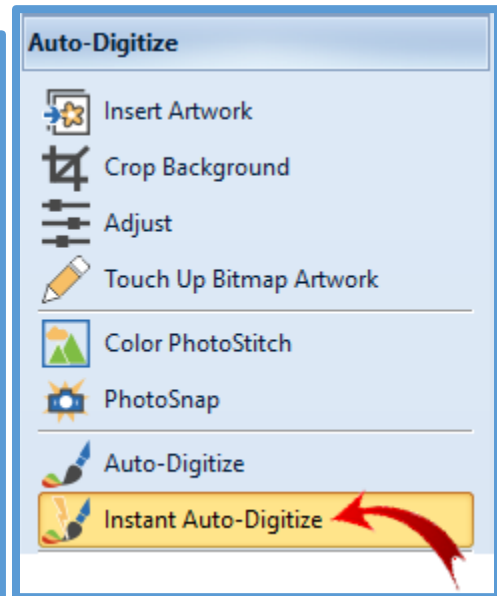 Auto-Digitize
Insert Artwork
Crop Background
Adjust
Touch Up Bitmap Artwork
Color PhotoStitch
PhotoSnap
Auto-Digitize
Instant Auto-Digitize